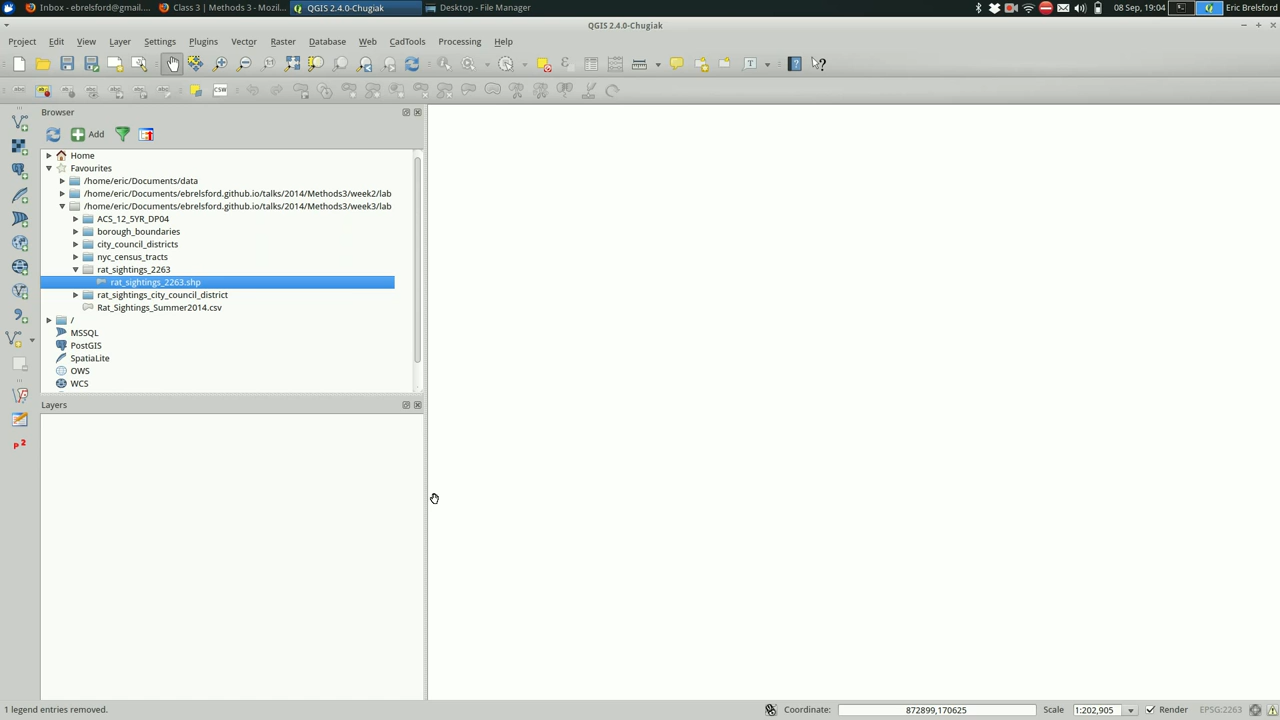 Inbox - ebrelsford@gmail....
Class 3 | Methods 3 - Mozil...
QGIS 2.4.0-Chugiak
Desktop - File Manager
08 Sep, 19:04
Eric Brelsford
QGIS 2.4.0-Chugiak
Project Edit View Layer Settings Plugins Vector Raster Database Web CadTools Processing Help
CSW
Browser
Add
Home
Favourites
/home/eric/Documents/data
/home/eric/Documents/ebrelsford.github.io/talks/2014/Methods3/week2/lab
/home/eric/Documents/ebrelsford.github.io/talks/2014/Methods3/week3/lab
ACS_12_5YR_DP04
borough_boundaries
city_council_districts
nyc_census_tracts
rat_sightings_2263
rat_sightings_2263.shp
rat_sightings_city_council_district
Rat_Sightings_Summer2014.csv
/
MSSQL
PostGIS
SpatiaLite
OWS
WCS
Layers
1 legend entries removed.
Coordinate: 872899,170625 Scale 1:202,905 Render EPSG:2263